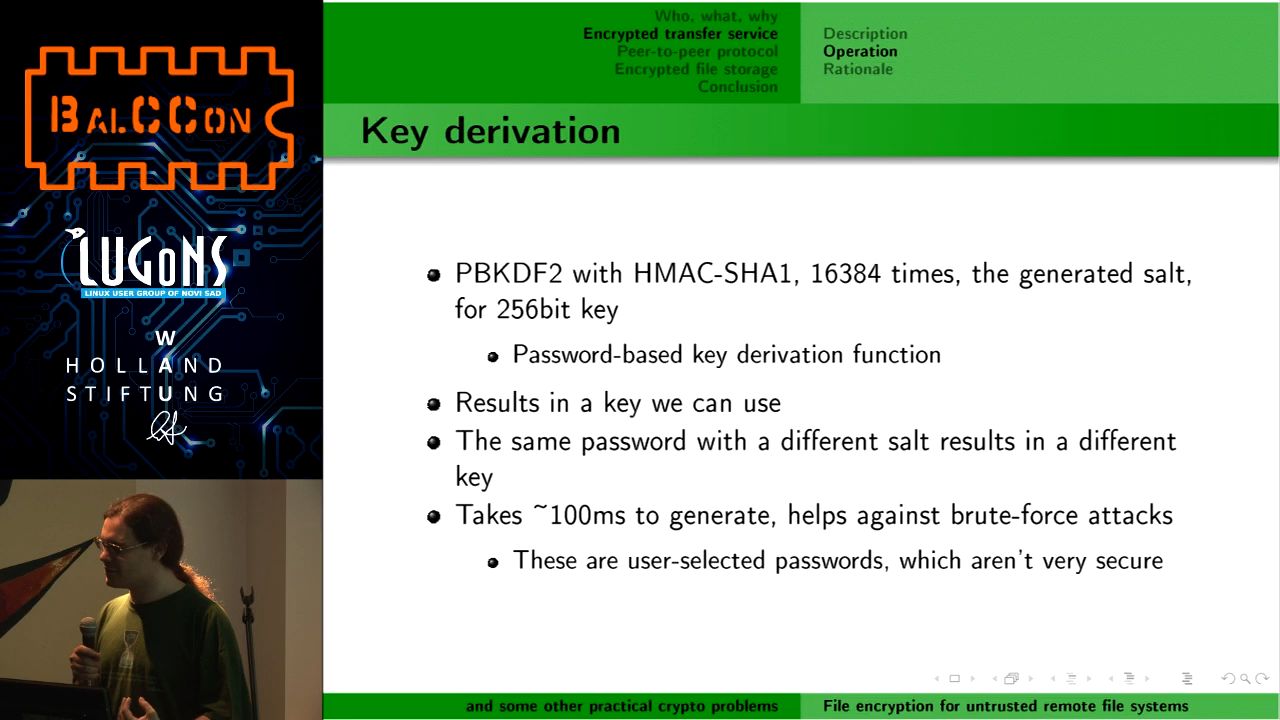 BALCCON
LUGONS
LINUX USER GROUP OF NOVI SAD
W
HOLLAND
STIFTUNG
Who, what, why
Encrypted transfer service
Peer-to-peer protocol
Encrypted file storage
Conclusion
Description
Operation
Rationale
Key derivation
PBKDF2 with HMAC-SHA1, 16384 times, the generated salt,
for 256bit key
Password-based key derivation function
Results in a key we can use
The same password with a different salt results in a different
key
Takes ~100ms to generate, helps against brute-force attacks
These are user-selected passwords, which aren't very secure
and some other practical crypto problems
File encryption for untrusted remote file systems